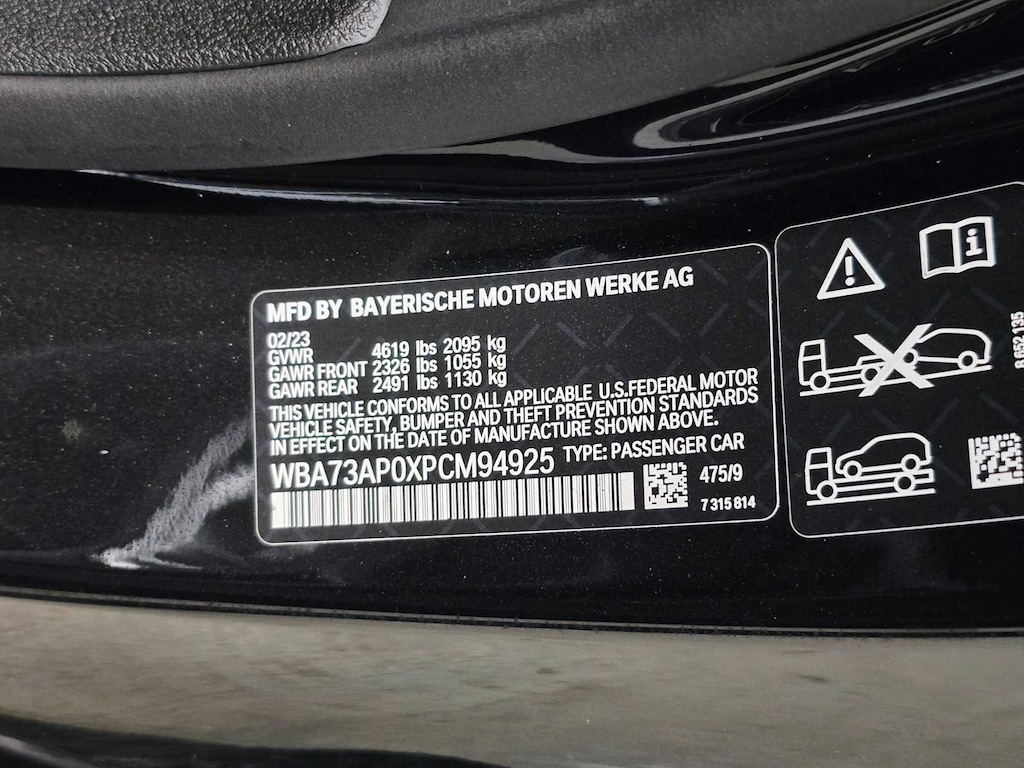 MFD BY BAYERISCHE MOTOREN WERKE AG
02/23
GVWR 4619 lbs 2095 kg
GAWR FRONT 2326 lbs 1055 kg
GAWR REAR 2491 lbs 1130 kg
THIS VEHICLE CONFORMS TO ALL APPLICABLE U.S.FEDERAL MOTOR
VEHICLE SAFETY, BUMPER AND THEFT PREVENTION STANDARDS
IN EFFECT ON THE DATE OF MANUFACTURE SHOWN ABOVE.
WBA73AP0XPCM94925 TYPE: PASSENGER CAR
475/9
7 315 814
8 652 135